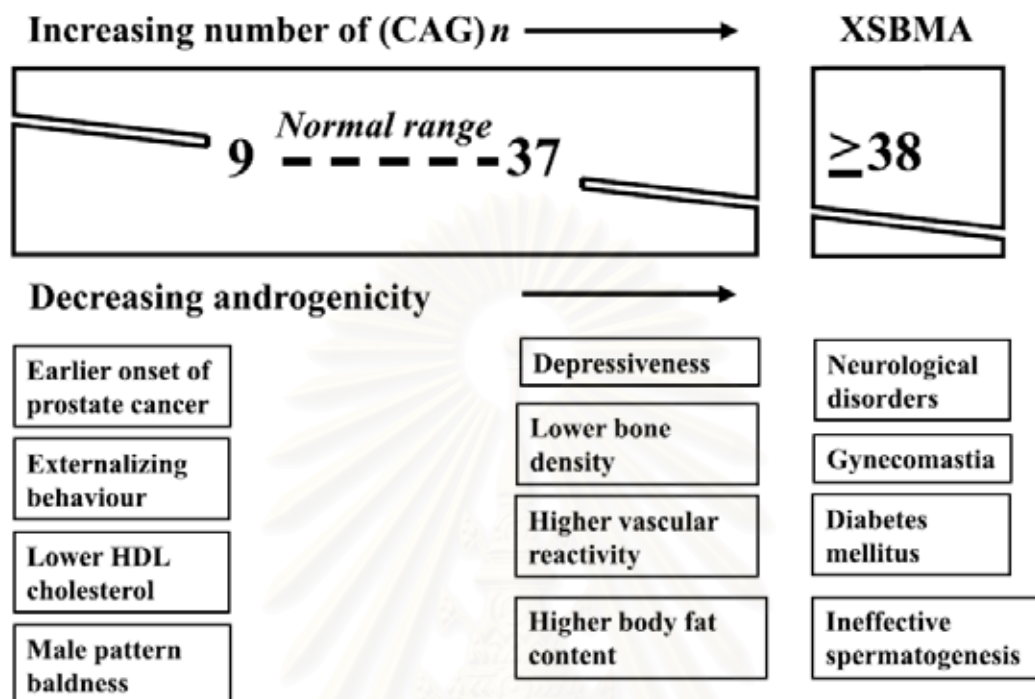 Increasing number of (CAG)n
XSBMA
Normal range
9
37
≥38
Decreasing androgenicity
Earlier onset of
prostate cancer
Externalizing
behaviour
Lower HDL
cholesterol
Male pattern
baldness
Depressiveness
Lower bone
density
Higher vascular
reactivity
Higher body fat
content
Neurological
disorders
Gynecomastia
Diabetes
mellitus
Ineffective
spermatogenesis